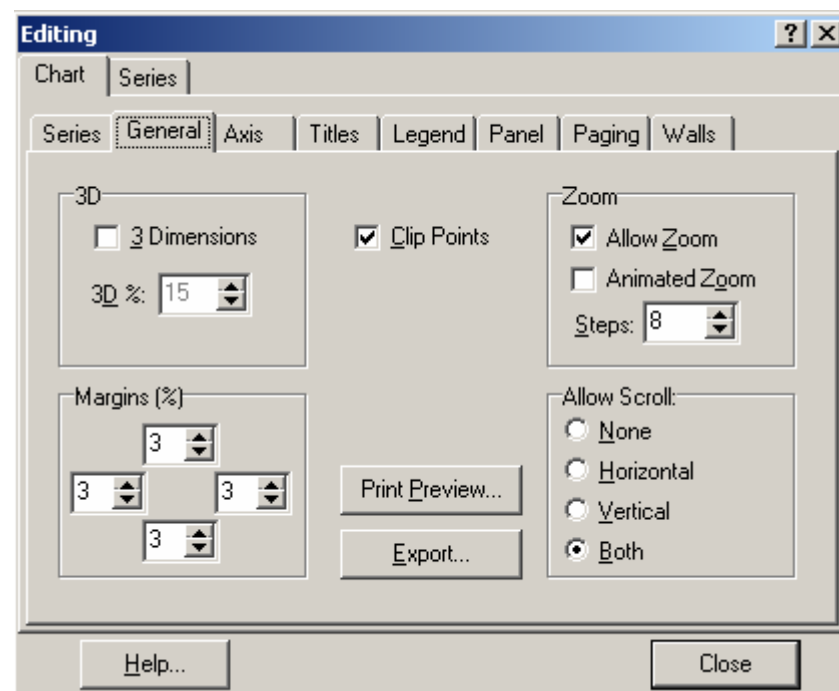 Editing
Chart Series
Series General Axis Titles Legend Panel Paging Walls
3D
3 Dimensions
3D %: 15
Clip Points
Zoom
Allow Zoom
Animated Zoom
Steps: 8
Margins (%)
3
3 3
3
Print Preview...
Export...
Allow Scroll:
None
Horizontal
Vertical
Both
Help... Close